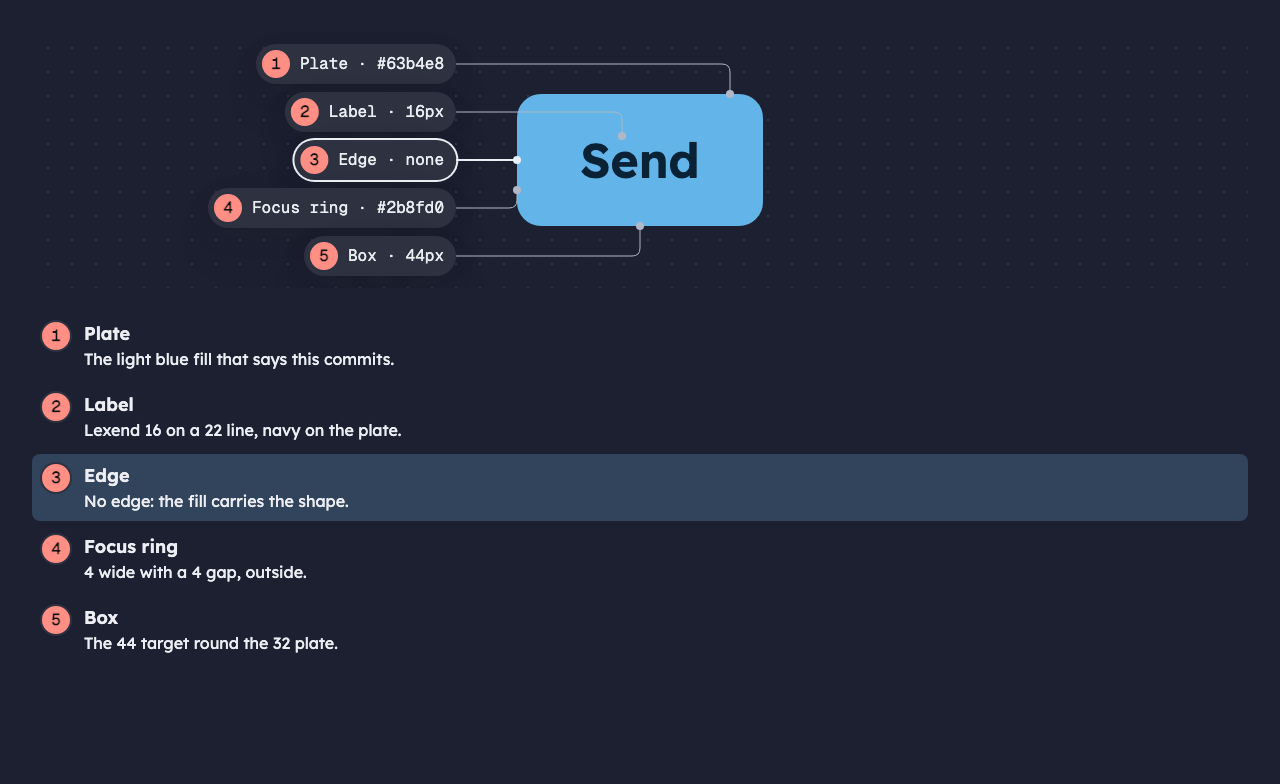 1 Plate · #63b4e8
2 Label · 16px
3 Edge · none
4 Focus ring · #2b8fd0
5 Box · 44px
Send
1 Plate
The light blue fill that says this commits.
2 Label
Lexend 16 on a 22 line, navy on the plate.
3 Edge
No edge: the fill carries the shape.
4 Focus ring
4 wide with a 4 gap, outside.
5 Box
The 44 target round the 32 plate.